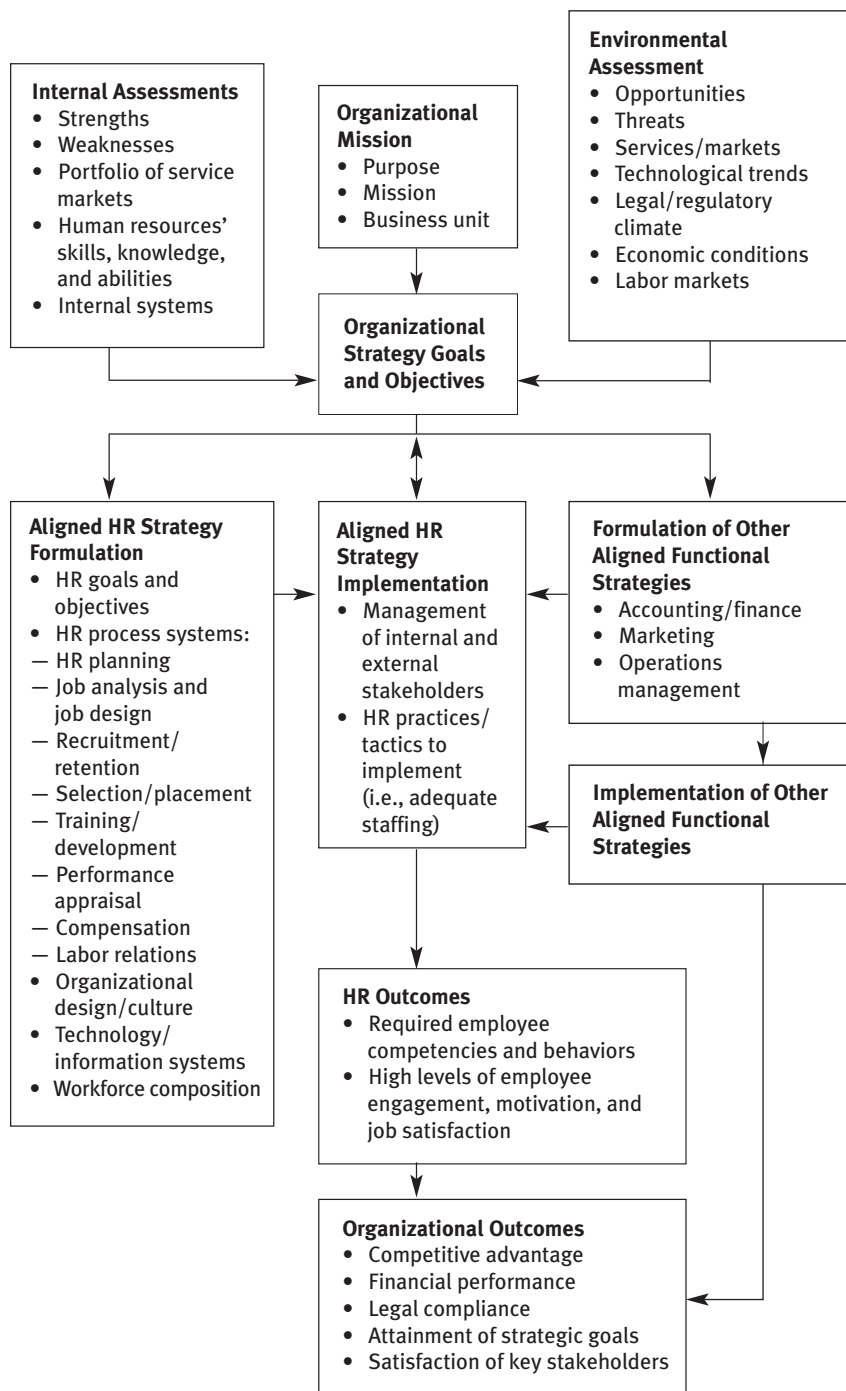 Internal Assessments
• Strengths
• Weaknesses
• Portfolio of service
markets
• Human resources’
skills, knowledge,
and abilities
• Internal systems
Organizational
Mission
• Purpose
• Mission
• Business unit
Environmental
Assessment
• Opportunities
• Threats
• Services/markets
• Technological trends
• Legal/regulatory
climate
• Economic conditions
• Labor markets
Organizational
Strategy Goals
and Objectives
Aligned HR Strategy
Formulation
• HR goals and
objectives
• HR process systems:
— HR planning
— Job analysis and
job design
— Recruitment/
retention
— Selection/placement
— Training/
development
— Performance
appraisal
— Compensation
— Labor relations
• Organizational
design/culture
• Technology/
information systems
• Workforce composition
Aligned HR
Strategy
Implementation
• Management
of internal and
external
stakeholders
• HR practices/
tactics to
implement
(i.e., adequate
staffing)
Formulation of Other
Aligned Functional
Strategies
• Accounting/finance
• Marketing
• Operations
management
Implementation of Other
Aligned Functional
Strategies
HR Outcomes
• Required employee
competencies and behaviors
• High levels of employee
engagement, motivation, and
job satisfaction
Organizational Outcomes
• Competitive advantage
• Financial performance
• Legal compliance
• Attainment of strategic goals
• Satisfaction of key stakeholders